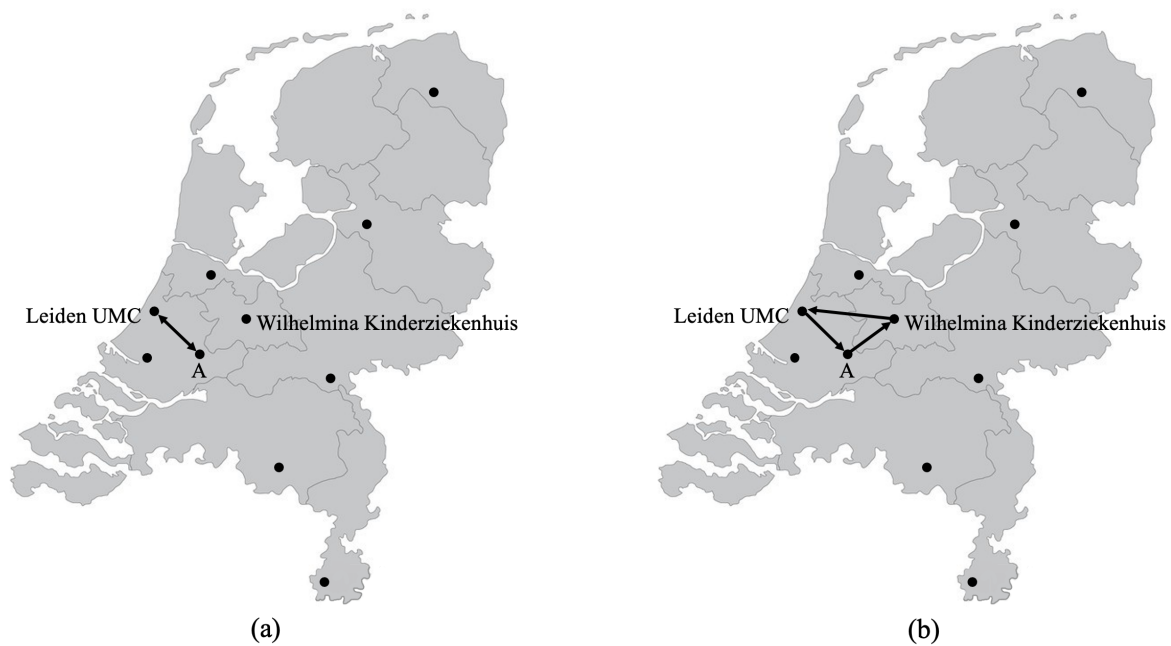 Leiden UMC
Wilhelmina Kinderziekenhuis
A
(a)
Leiden UMC
Wilhelmina Kinderziekenhuis
A
(b)